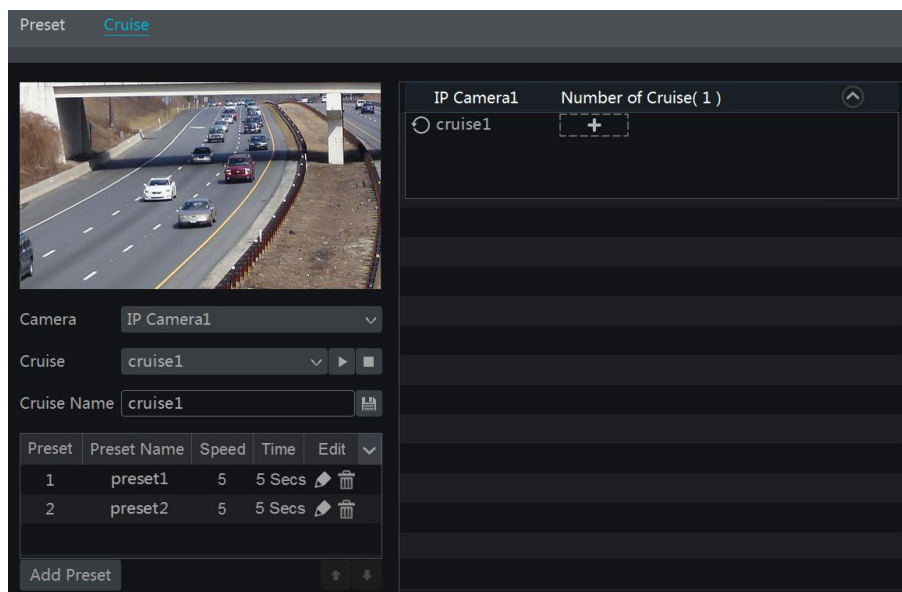 Preset Cruise
IP Camera1 Number of Cruise( 1 )
cruise1
Camera IP Camera1
Cruise cruise1
Cruise Name cruise1
Preset Preset Name Speed Time Edit
1 preset1 5 5 Secs
2 preset2 5 5 Secs
Add Preset